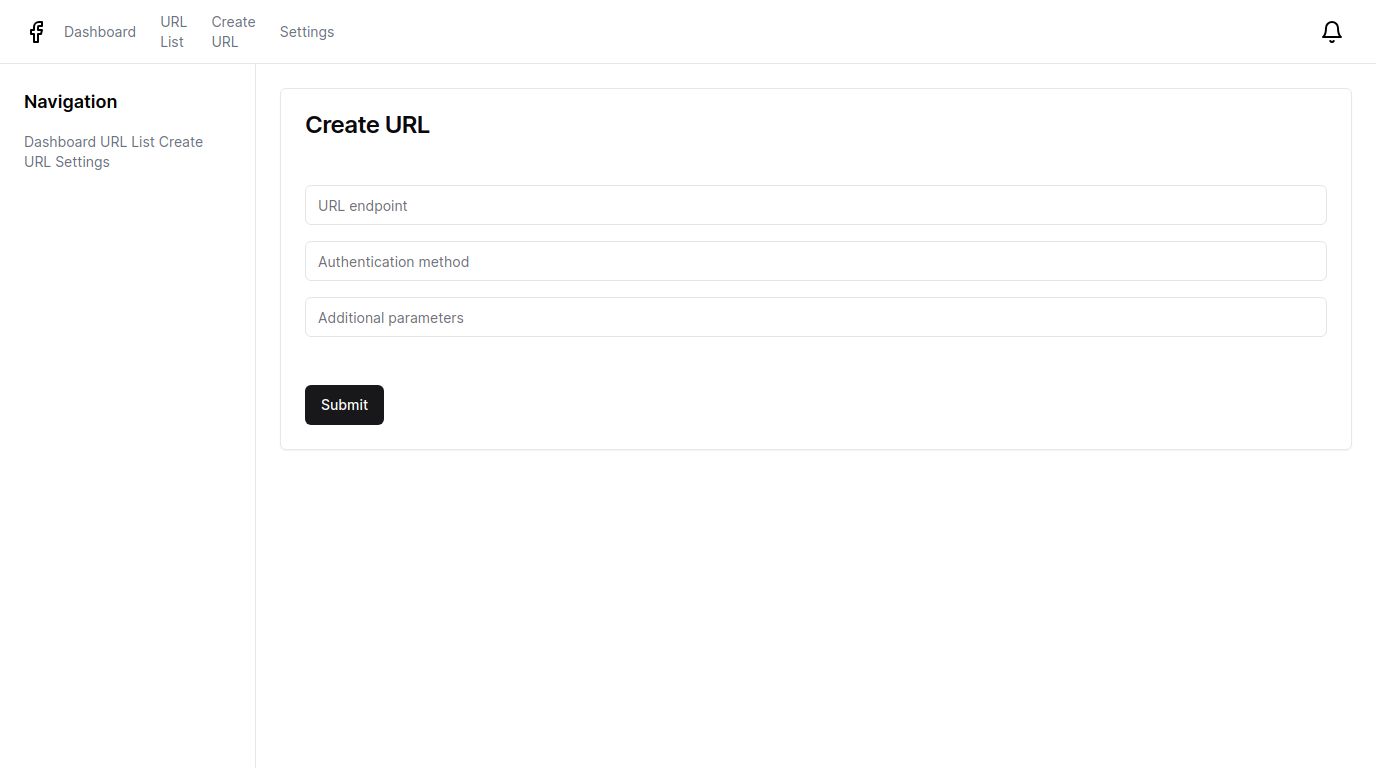 Dashboard
URL
List
Create
URL
Settings
Navigation
Dashboard URL List Create
URL Settings
Create URL
URL endpoint
Authentication method
Additional parameters
Submit